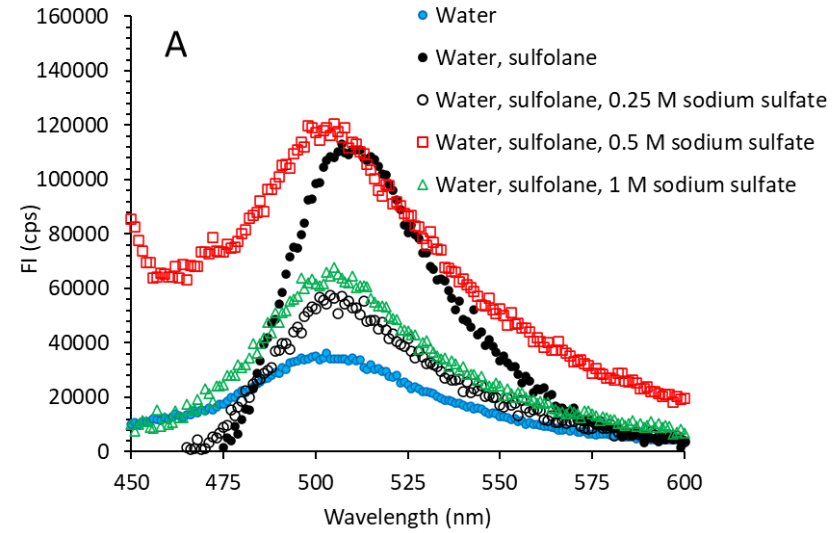 A
Water
Water, sulfolane
Water, sulfolane, 0.25 M sodium sulfate
Water, sulfolane, 0.5 M sodium sulfate
Water, sulfolane, 1 M sodium sulfate
FI (cps)
160000
140000
120000
100000
80000
60000
40000
20000
0
450 475 500 525 550 575 600
Wavelength (nm)